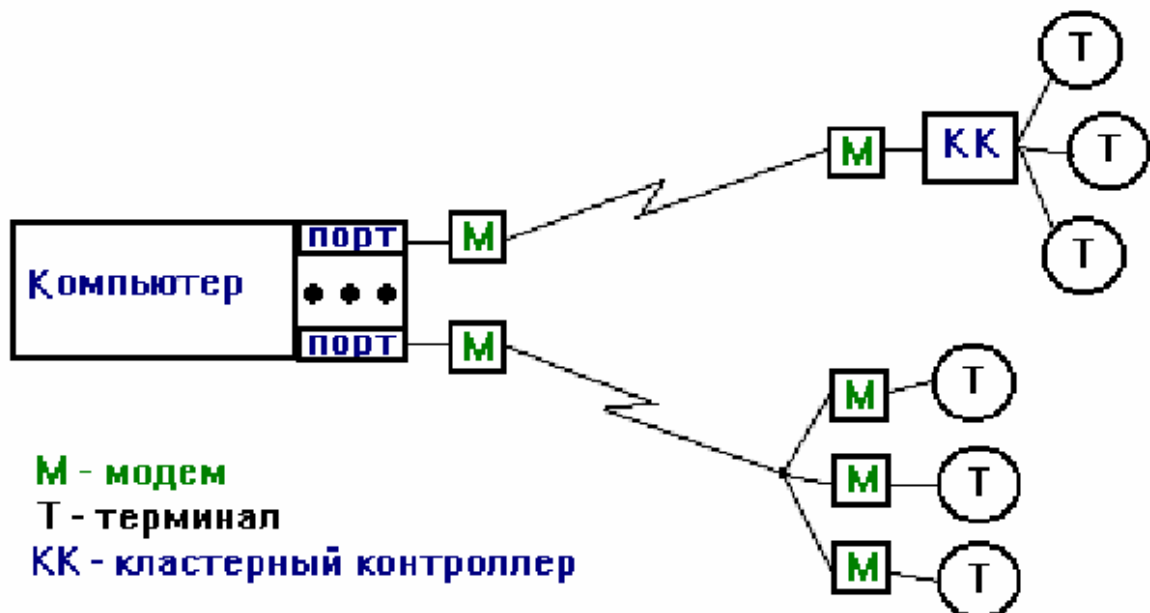 Т
М
КК
Т
Т
порт
М
Компьютер
порт
М
М
Т
М
Т
М
Т
М - модем
Т - терминал
КК - кластерный контроллер